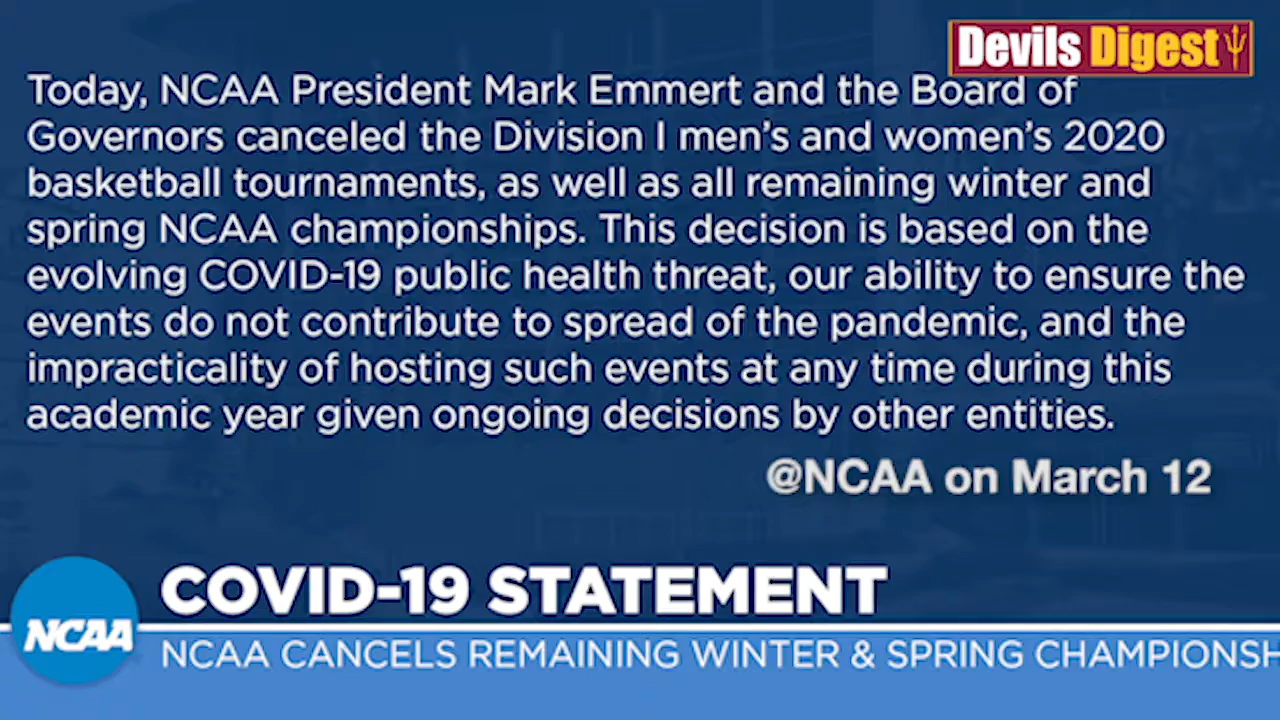 Devils Digest
Today, NCAA President Mark Emmert and the Board of
Governors canceled the Division I men’s and women’s 2020
basketball tournaments, as well as all remaining winter and
spring NCAA championships. This decision is based on the
evolving COVID-19 public health threat, our ability to ensure the
events do not contribute to spread of the pandemic, and the
impracticality of hosting such events at any time during this
academic year given ongoing decisions by other entities.
@NCAA on March 12
COVID-19 STATEMENT
NCAA
NCAA CANCELS REMAINING WINTER & SPRING CHAMPIONSH